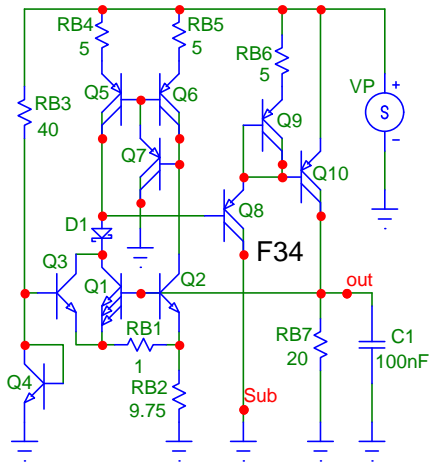 RB4
5
RB5
5
RB6
5
VP
+
S
-
RB3
40
Q5
Q6
Q9
Q7
Q10
Q8
D1
F34
Q3
Q1
Q2
out
RB1
1
RB7
20
C1
100nF
Q4
RB2
9.75
Sub